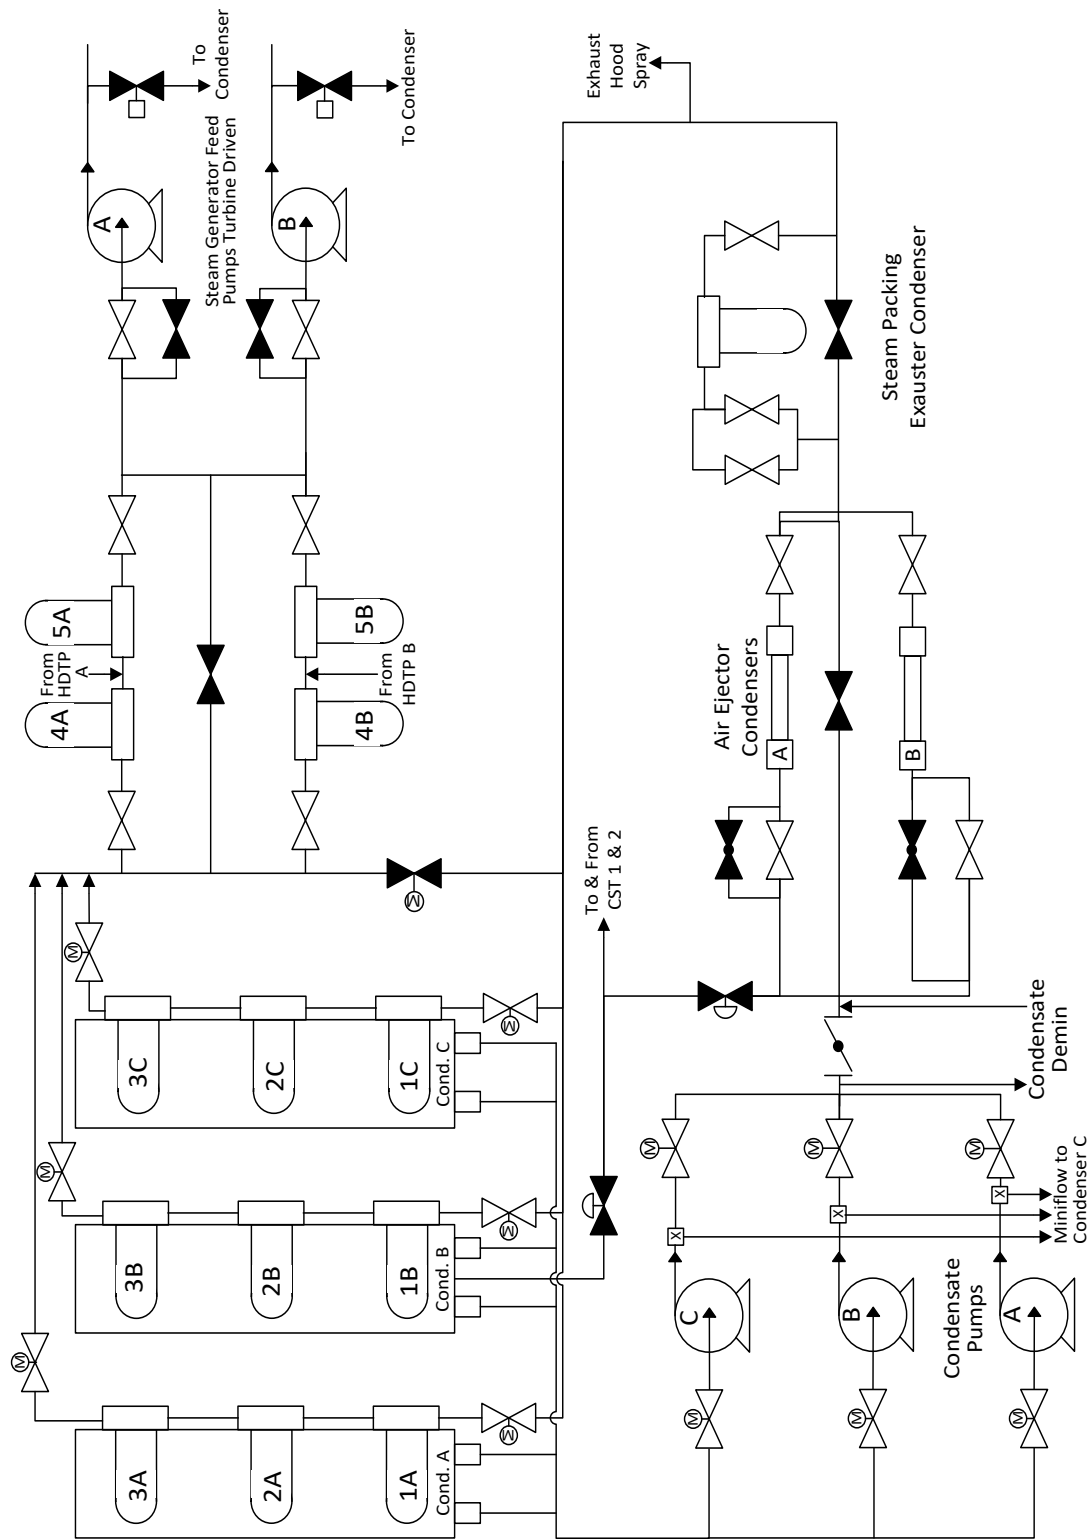 To
Condenser
To Condenser
Steam Generator Feed
Pumps Turbine Driven
A
B
Exhaust
Hood
Spray
Steam Packing
Exauster Condenser
5A
From
HDTP
A
4A
5B
From
HDTP B
4B
Air Ejector
Condensers
A
B
To & From
CST 1 & 2
M
M
3C
2C
1C
Cond. C
M
M
3B
2B
1B
Cond. B
M
M
3A
2A
1A
Cond. A
M
Condensate
Demin
M
M
M
X
X
X
Miniflow to
Condenser C
Condensate
Pumps
C
B
A
M
M
M